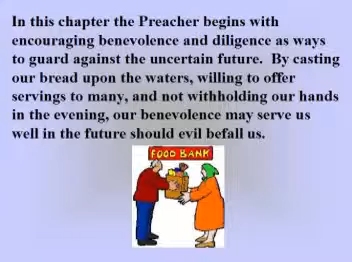 In this chapter the Preacher begins with
encouraging benevolence and diligence as ways
to guard against the uncertain future.  By casting
our bread upon the waters, willing to offer
servings to many, and not withholding our hands
in the evening, our benevolence may serve us
well in the future should evil befall us.
FOOD BANK